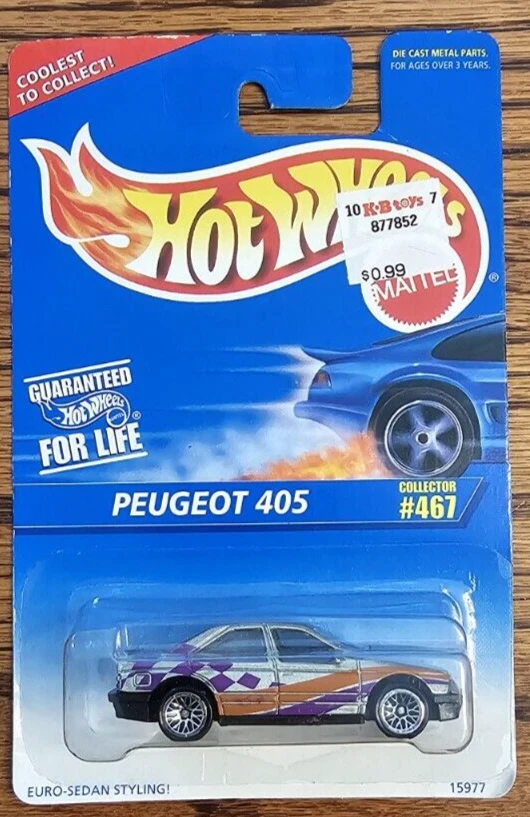 COOLEST
TO COLLECT!
DIE CAST METAL PARTS.
FOR AGES OVER 3 YEARS.
HOT WHEELS
®
10 K·B toys 7
877852
$0.99
MATTEL
GUARANTEED
Hot Wheels
®
FOR LIFE
PEUGEOT 405
COLLECTOR
#467
EURO-SEDAN STYLING!
15977